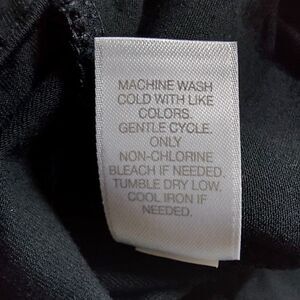 MACHINE WASH
COLD WITH LIKE
COLORS.
GENTLE CYCLE.
ONLY
NON-CHLORINE
BLEACH IF NEEDED.
TUMBLE DRY LOW.
COOL IRON IF
NEEDED.